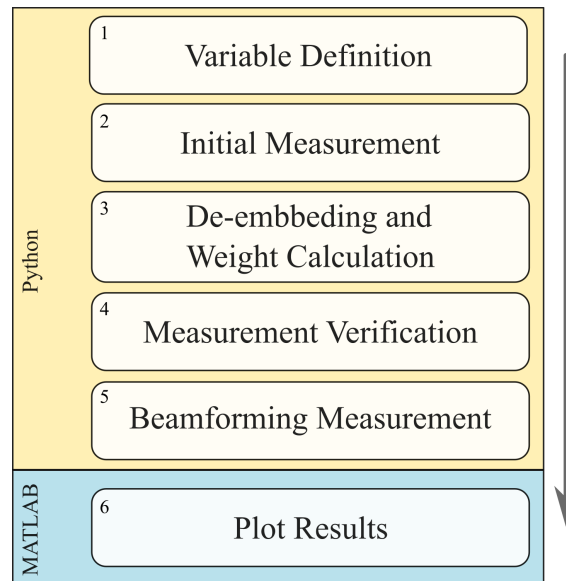 Python
1
Variable Definition
2
Initial Measurement
3
De-embbeding and
Weight Calculation
4
Measurement Verification
5
Beamforming Measurement
MATLAB
6
Plot Results